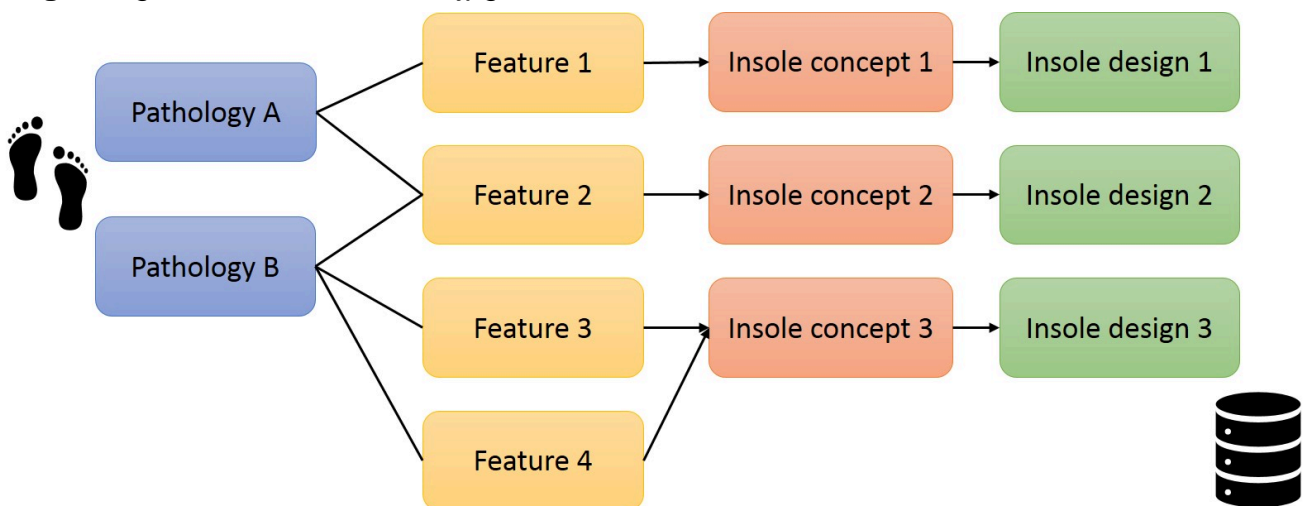 Feature 1
Insole concept 1
Insole design 1
Pathology A
Feature 2
Insole concept 2
Insole design 2
Pathology B
Feature 3
Insole concept 3
Insole design 3
Feature 4